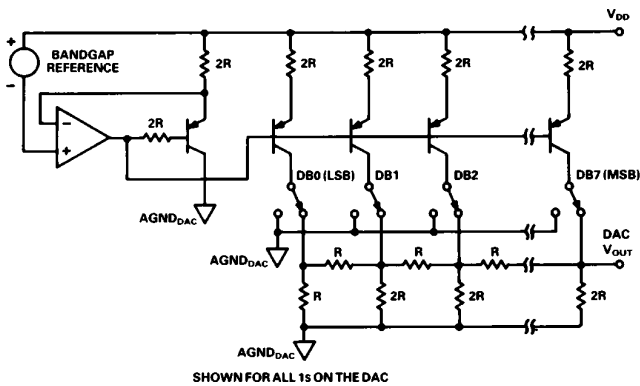 V_DD
+
BANDGAP
REFERENCE
-
2R
2R
2R
2R
2R
2R
-
+
DB0 (LSB)
DB1
DB2
DB7 (MSB)
AGND_DAC
AGND_DAC
DAC
V_OUT
R
R
R
R
2R
2R
2R
AGND_DAC
SHOWN FOR ALL 1s ON THE DAC